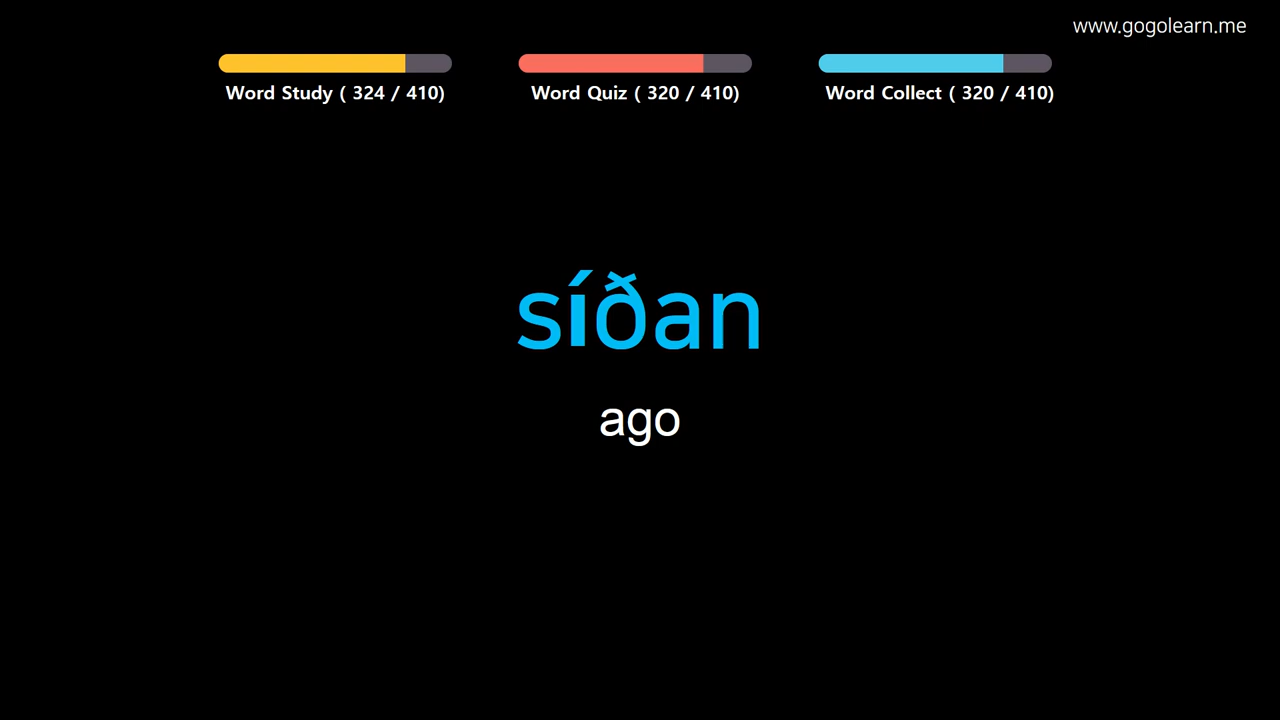 www.gogolearn.me
Word Study ( 324 / 410)
Word Quiz ( 320 / 410)
Word Collect ( 320 / 410)
síðan
ago